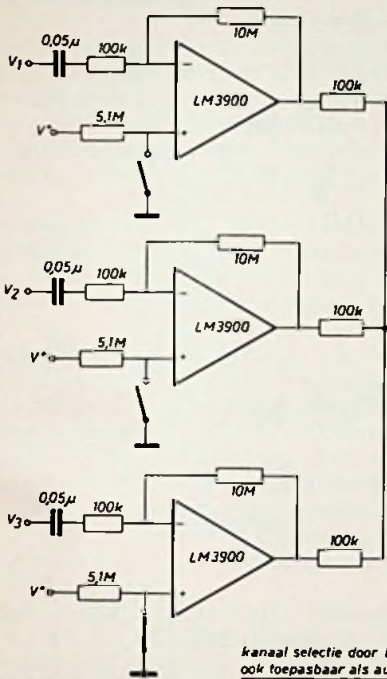 10M
0,05µ
100k
V1
LM3900
100k
5,1M
V+
10M
0,05µ
100k
V2
LM3900
100k
5,1M
V+
10M
0,05µ
100k
V3
LM3900
100k
5,1M
V+
kanaal selectie door
ook toepasbaar als